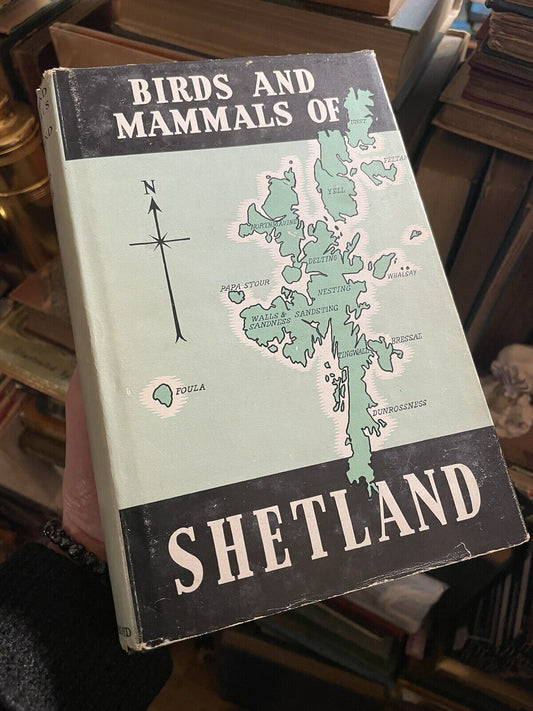 BIRDS AND
MAMMALS OF
UNST
FETLAR
YELL
NORTHMAVINE
DELTING
WHALSAY
PAPA STOUR
NESTING
WALLS &
SANDNESS
SANDSTING
TINGWALL
BRESSAL
FOULA
DUNROSSNESS
N
SHETLAND